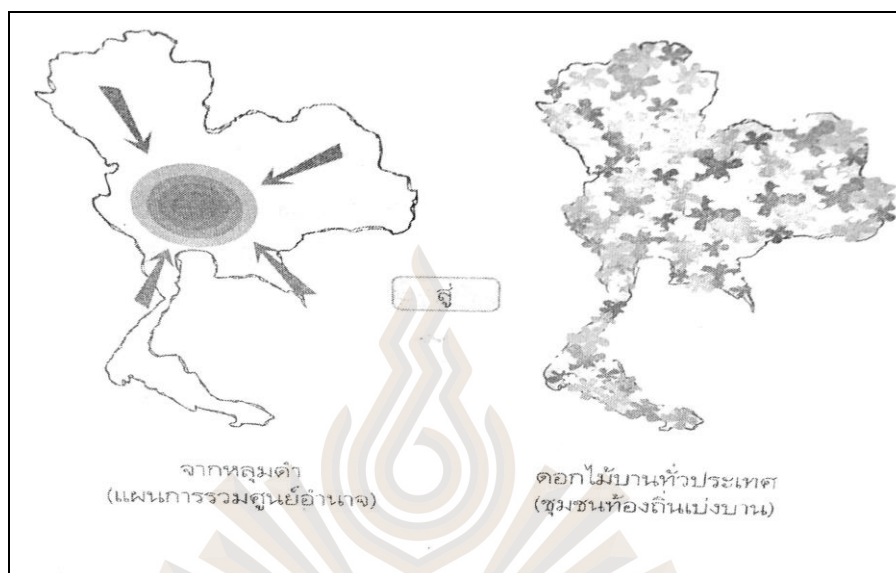 สู่
จากหลุมดำ
(แผนการรวมศูนย์อำนาจ)
ดอกไม้บานทั่วประเทศ
(ชุมชนท้องถิ่นเบ่งบาน)